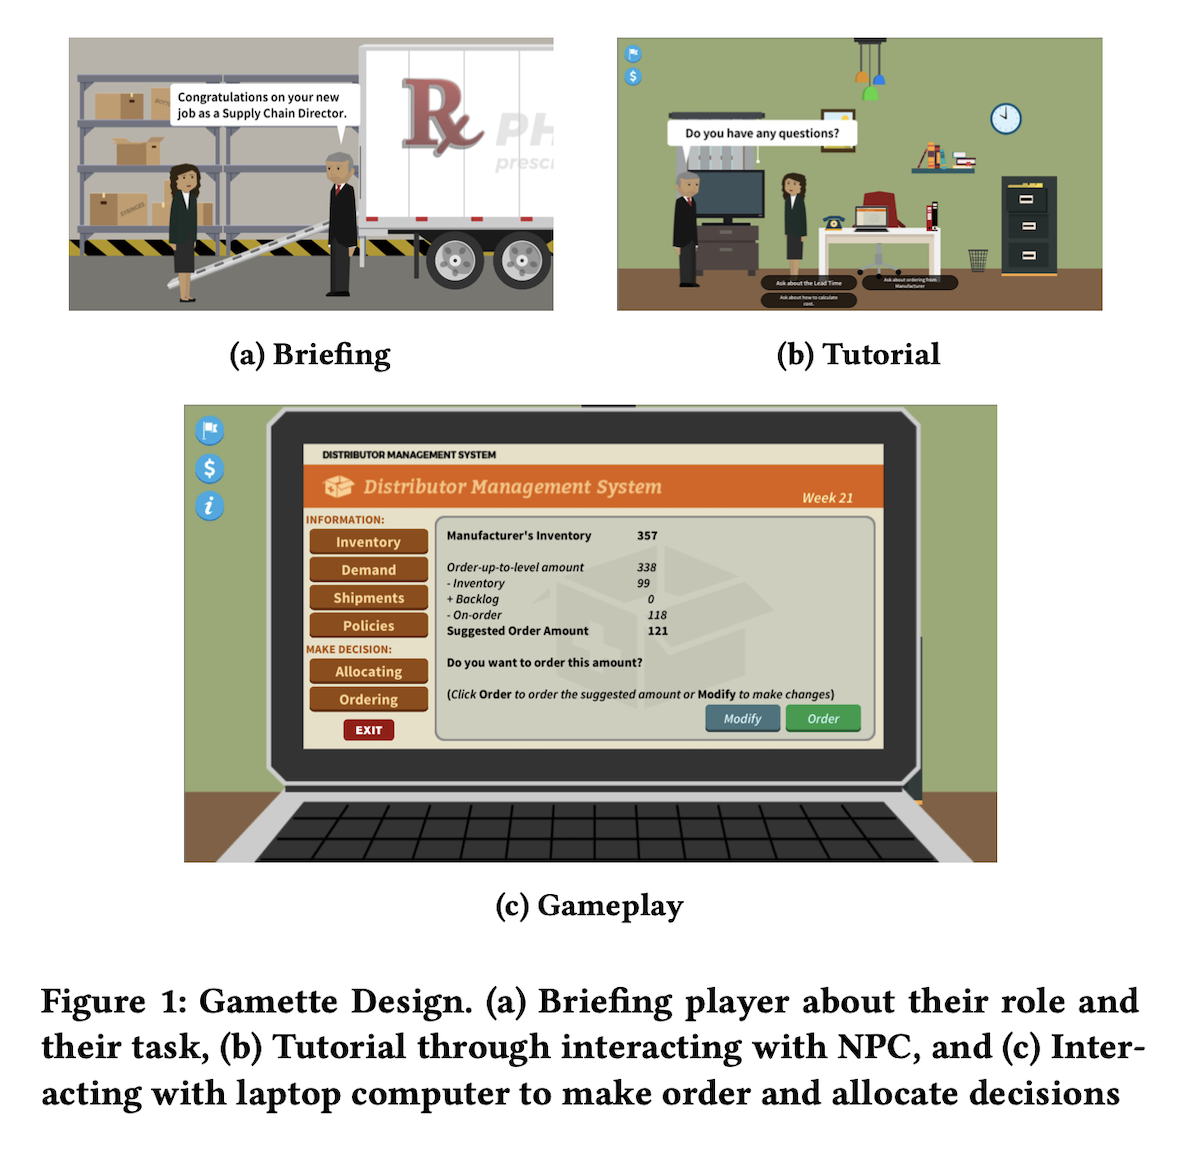 Congratulations on your new
job as a Supply Chain Director.
Rx
PH
presc
SYRINGES
(a) Briefing
Do you have any questions?
Ask about the Lead Time
Ask about ordering from
Manufacturer
Ask about how to calculate
cost.
(b) Tutorial
$
i
DISTRIBUTOR MANAGEMENT SYSTEM
Distributor Management System
Week 21
INFORMATION:
Inventory
Demand
Shipments
Policies
MAKE DECISION:
Allocating
Ordering
EXIT
Manufacturer's Inventory 357
Order-up-to-level amount 338
- Inventory 99
+ Backlog 0
- On-order 118
Suggested Order Amount 121
Do you want to order this amount?
(Click Order to order the suggested amount or Modify to make changes)
Modify
Order
(c) Gameplay
Figure 1: Gamette Design. (a) Briefing player about their role and
their task, (b) Tutorial through interacting with NPC, and (c) Inter-
acting with laptop computer to make order and allocate decisions